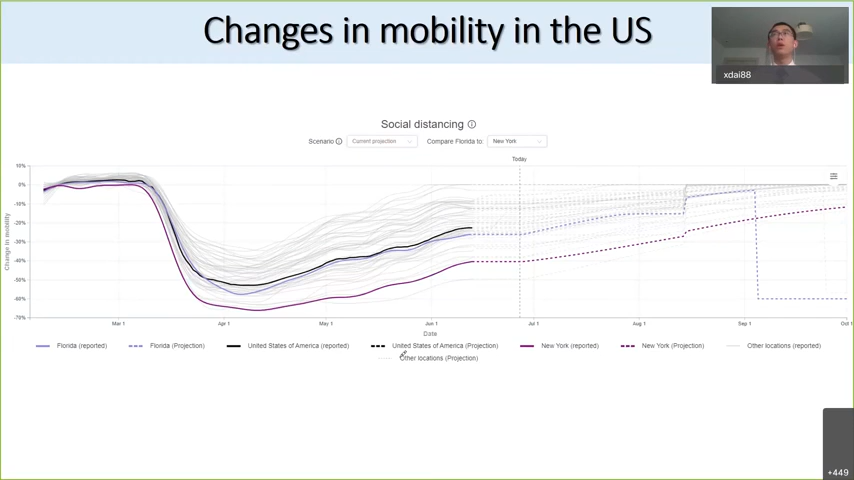 Changes in mobility in the US
xdai88
Social distancing
Scenario Current projection Compare Florida to: New York
Today
10%
0%
-10%
-20%
-30%
-40%
-50%
-60%
-70%
Change in mobility
Mar 1 Apr 1 May 1 Jun 1 Jul 1 Aug 1 Sep 1 Oct 1
Date
Florida (reported) Florida (Projection) United States of America (reported) United States of America (Projection) New York (reported) New York (Projection) Other locations (reported)
Other locations (Projection)
+449